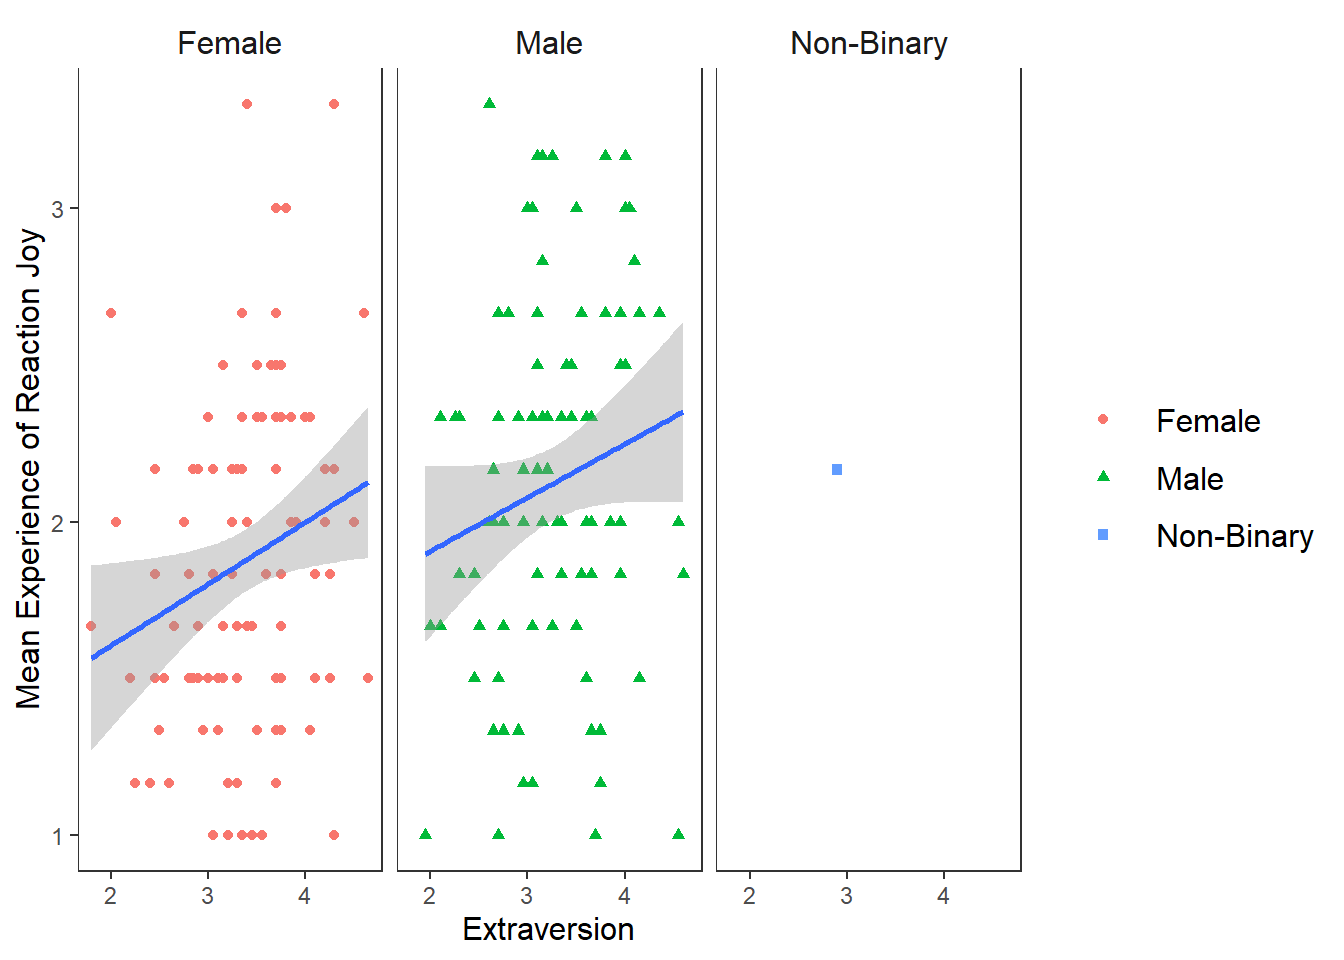 Female
Male
Non-Binary
3
2
1
Mean Experience of Reaction Joy
2 3 4
2 3 4
2 3 4
Extraversion
Female
Male
Non-Binary